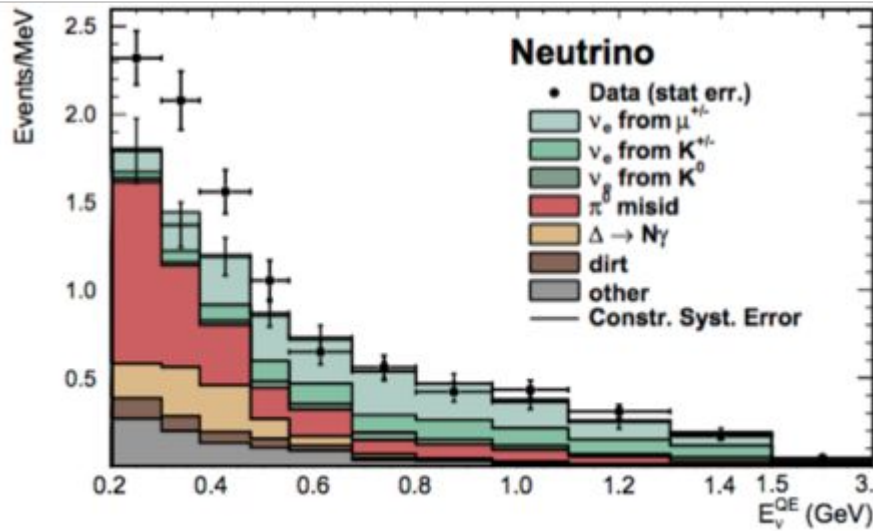 Events/MeV
2.5
2.0
1.5
1.0
0.5
Neutrino
Data (stat err.)
νe from μ+/-
νe from K+/-
νe from K0
π0 misid
Δ → Nγ
dirt
other
Constr. Syst. Error
0.2 0.4 0.6 0.8 1.0 1.2 1.4 1.5 3.
EνQE (GeV)